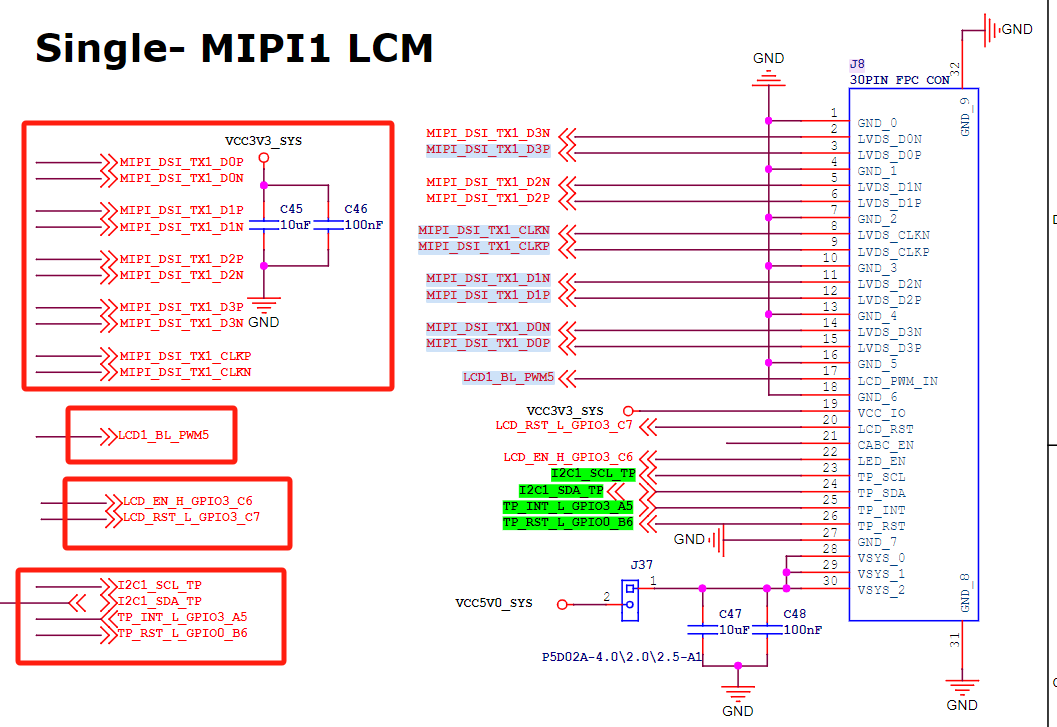 Single- MIPI1 LCM
VCC3V3_SYS
MIPI_DSI_TX1_D0P
MIPI_DSI_TX1_D0N
MIPI_DSI_TX1_D1P
MIPI_DSI_TX1_D1N
C45
10uF
C46
100nF
MIPI_DSI_TX1_D2P
MIPI_DSI_TX1_D2N
MIPI_DSI_TX1_D3P
MIPI_DSI_TX1_D3N
GND
MIPI_DSI_TX1_CLKP
MIPI_DSI_TX1_CLKN
LCD1_BL_PWM5
LCD_EN_H_GPIO3_C6
LCD_RST_L_GPIO3_C7
I2C1_SCL_TP
I2C1_SDA_TP
TP_INT_L_GPIO3_A5
TP_RST_L_GPIO0_B6
GND
MIPI_DSI_TX1_D3N
MIPI_DSI_TX1_D3P
MIPI_DSI_TX1_D2N
MIPI_DSI_TX1_D2P
MIPI_DSI_TX1_CLKN
MIPI_DSI_TX1_CLKP
MIPI_DSI_TX1_D1N
MIPI_DSI_TX1_D1P
MIPI_DSI_TX1_D0N
MIPI_DSI_TX1_D0P
LCD1_BL_PWM5
VCC3V3_SYS
LCD_RST_L_GPIO3_C7
LCD_EN_H_GPIO3_C6
I2C1_SCL_TP
I2C1_SDA_TP
TP_INT_L_GPIO3_A5
TP_RST_L_GPIO0_B6
GND
J37
1
2
VCC5V0_SYS
P5D02A-4.0\2.0\2.5-A1
C47
10uF
C48
100nF
GND
J8
30PIN FPC CON
32
GND
GND_9
1 GND_0
2 LVDS_D0N
3 LVDS_D0P
4 GND_1
5 LVDS_D1N
6 LVDS_D1P
7 GND_2
8 LVDS_CLKN
9 LVDS_CLKP
10 GND_3
11 LVDS_D2N
12 LVDS_D2P
13 GND_4
14 LVDS_D3N
15 LVDS_D3P
16 GND_5
17 LCD_PWM_IN
18 GND_6
19 VCC_IO
20 LCD_RST
21 CABC_EN
22 LED_EN
23 TP_SCL
24 TP_SDA
25 TP_INT
26 TP_RST
27 GND_7
28 VSYS_0
29 VSYS_1
30 VSYS_2
GND_8
31
GND